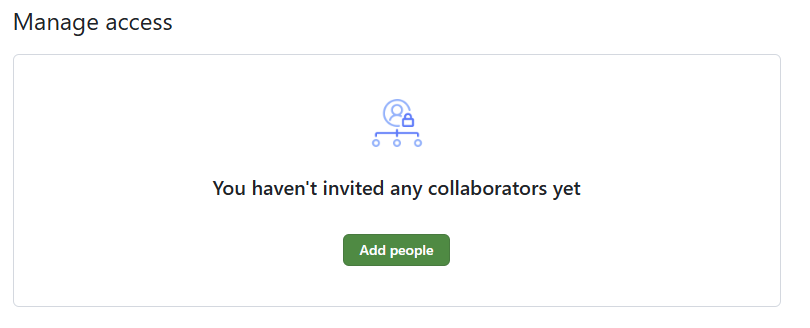 Manage access
You haven't invited any collaborators yet
Add people